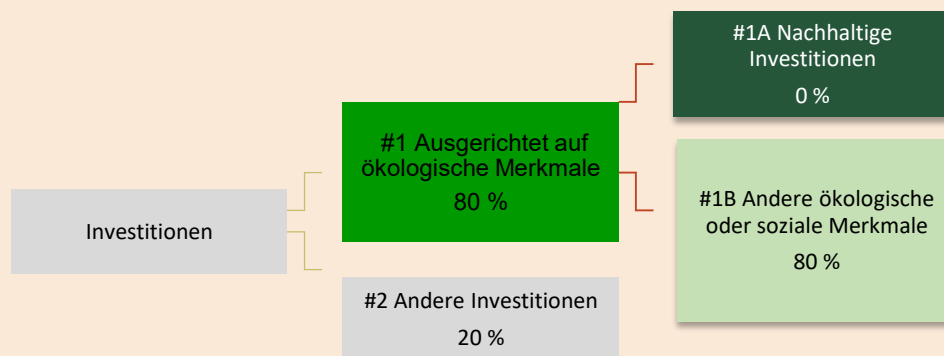 Investitionen
#1 Ausgerichtet auf
ökologische Merkmale
80 %
#2 Andere Investitionen
20 %
#1A Nachhaltige
Investitionen
0 %
#1B Andere ökologische
oder soziale Merkmale
80 %